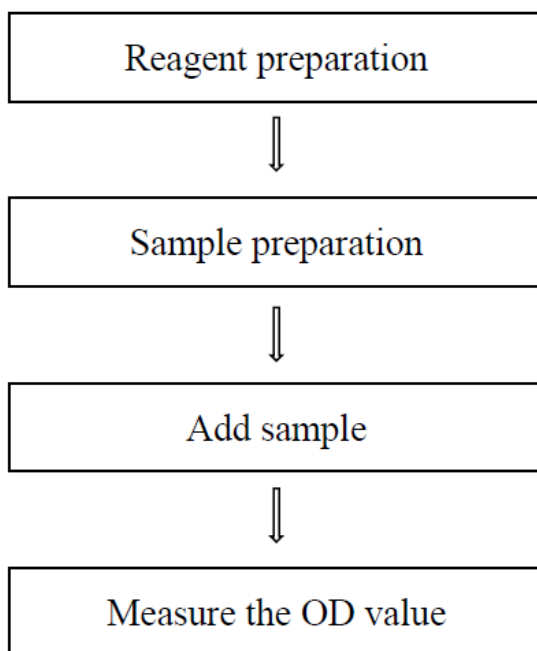 Reagent preparation
Sample preparation
Add sample
Measure the OD value